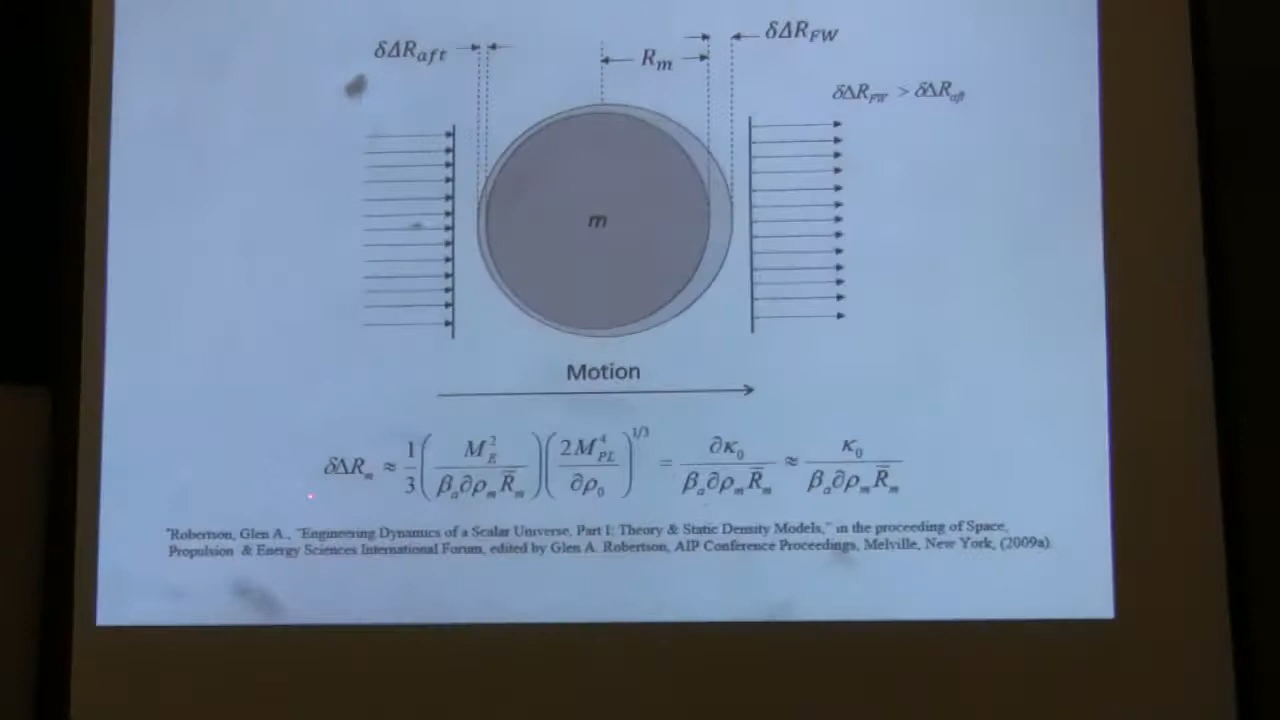 δΔR_aft
R_m
δΔR_FW
δΔR_FW > δΔR_aft
m
Motion
δΔR_m ≈ 1/3 (M_E^2 / β_a∂ρ_m R̄_m) (2M_PL^4 / ∂ρ_0)^1/3 = ∂κ_0 / β_a∂ρ_m R̄_m ≈ κ_0 / β_a∂ρ_m R̄_m
"Robertson, Glen A., "Engineering Dynamics of a Scalar Universe, Part I: Theory & Static Density Models," in the proceeding of Space,
Propulsion & Energy Sciences International Forum, edited by Glen A. Robertson, AIP Conference Proceedings, Melville, New York, (2009a)